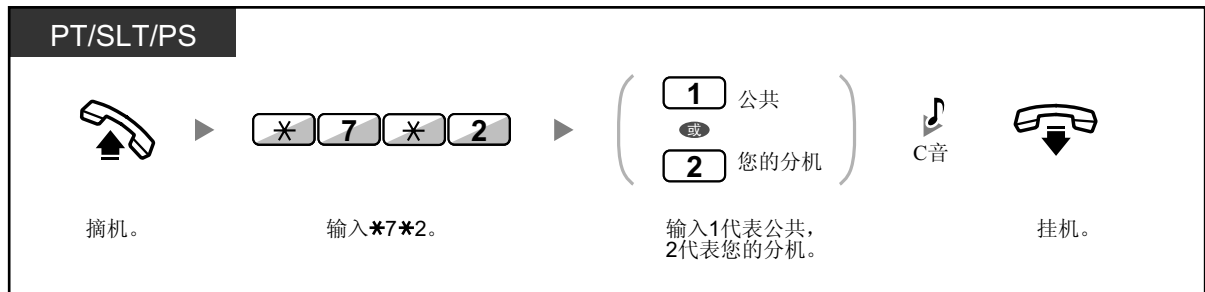 PT/SLT/PS
1 公共
或
2 您的分机
✳ 7 ✳ 2
C音
摘机。
输入✳7✳2。
输入1代表公共，
2代表您的分机。
挂机。